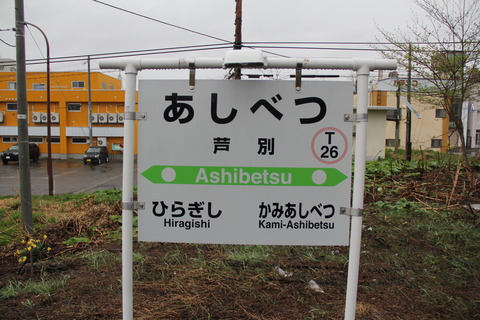 あしべつ
芦別
T
26
Ashibetsu
ひらぎし
かみあしべつ
Hiragishi
Kami-Ashibetsu